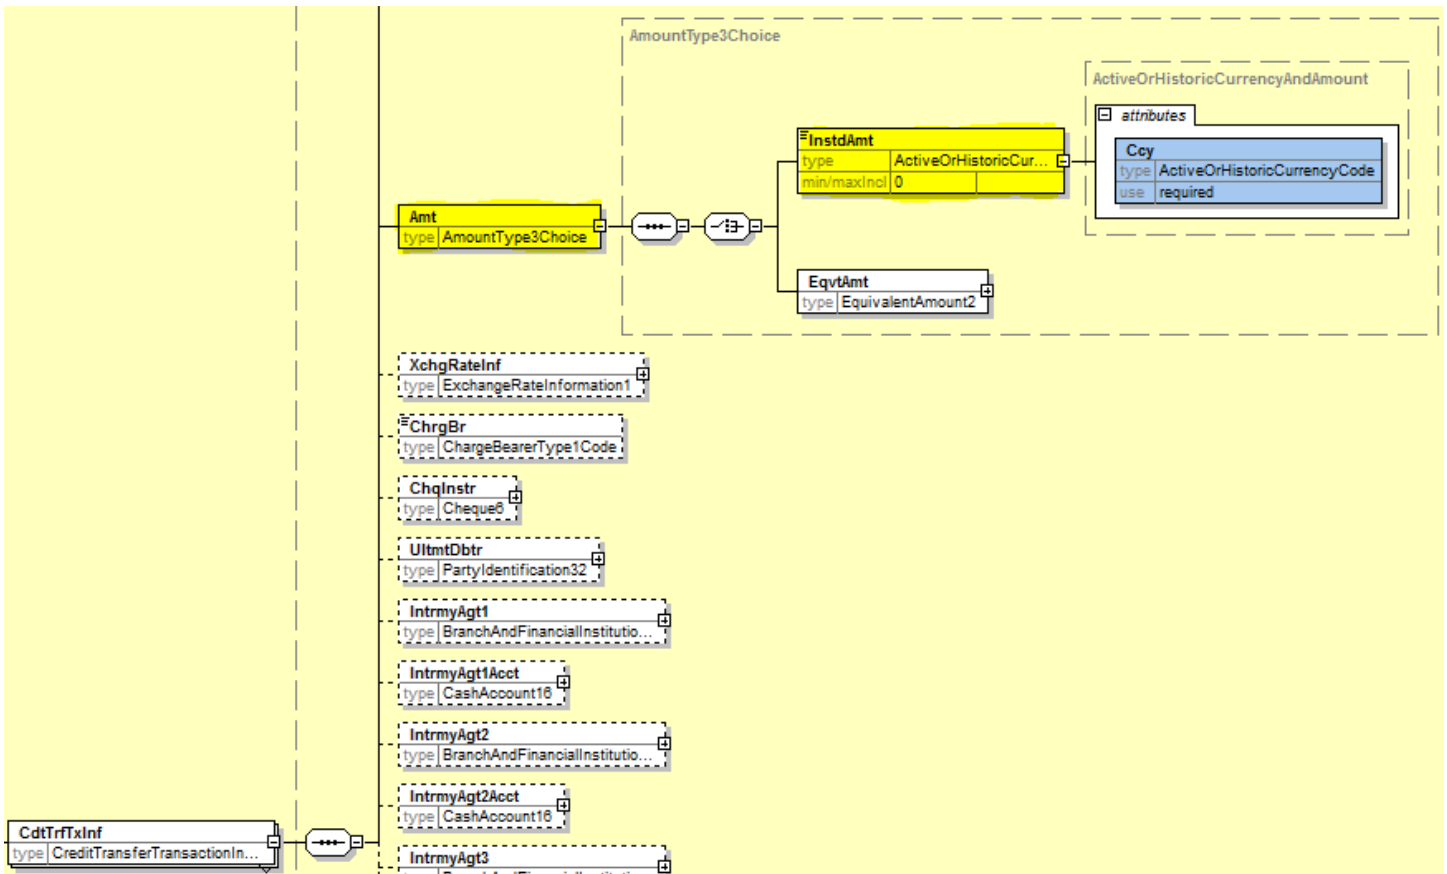 AmountType3Choice
ActiveOrHistoricCurrencyAndAmount
attributes
InstdAmt
type ActiveOrHistoricCur...
min/maxIncl 0
Ccy
type ActiveOrHistoricCurrencyCode
use required
Amt
type AmountType3Choice
EqvtAmt
type EquivalentAmount2
XchgRateInf
type ExchangeRateInformation1
ChrgBr
type ChargeBearerType1Code
ChqInstr
type Cheque6
UltmtDbtr
type PartyIdentification32
IntrmyAgt1
type BranchAndFinancialInstitutio...
IntrmyAgt1Acct
type CashAccount16
IntrmyAgt2
type BranchAndFinancialInstitutio...
IntrmyAgt2Acct
type CashAccount16
CdtTrfTxInf
type CreditTransferTransactionIn...
IntrmyAgt3